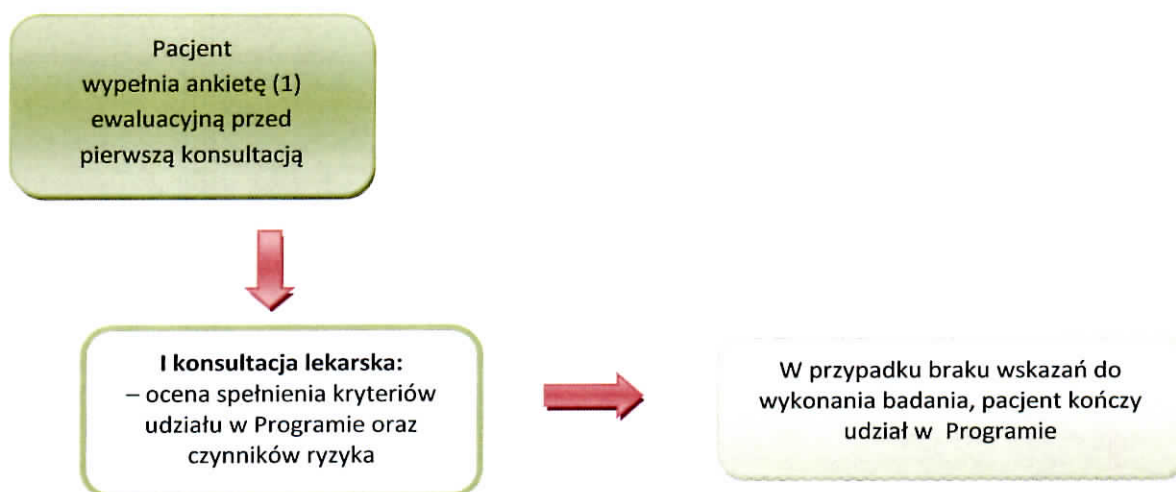 Pacjent
wypełnia ankietę (1)
ewaluacyjną przed
pierwszą konsultacją
I konsultacja lekarska:
– ocena spełnienia kryteriów
udziału w Programie oraz
czynników ryzyka
W przypadku braku wskazań do
wykonania badania, pacjent kończy
udział w Programie